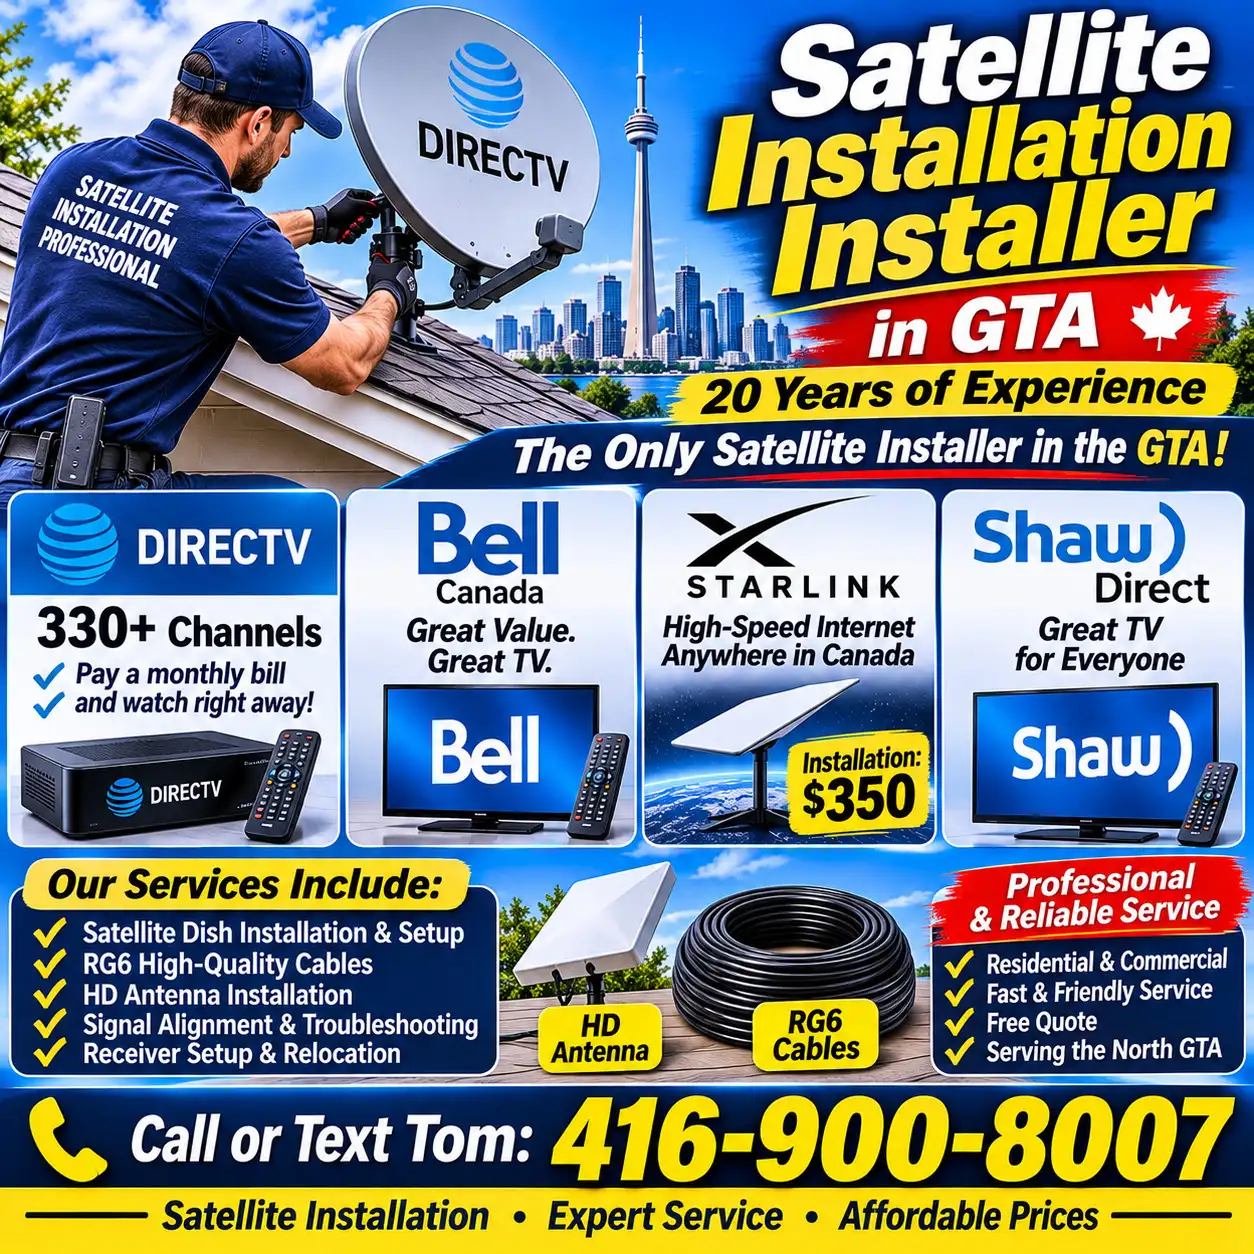 SATELLITE
INSTALLATION
PROFESSIONAL
DIRECTV
Satellite
Installation
Installer
in GTA
20 Years of Experience
The Only Satellite Installer in the GTA!
DIRECTV
330+ Channels
Pay a monthly bill
and watch right away!
DIRECTV
Bell
Canada
Great Value.
Great TV.
Bell
STARLINK
High-Speed Internet
Anywhere in Canada
Installation:
$350
Shaw)
Direct
Great TV
for Everyone
Shaw)
Our Services Include:
Satellite Dish Installation & Setup
RG6 High-Quality Cables
HD Antenna Installation
Signal Alignment & Troubleshooting
Receiver Setup & Relocation
HD
Antenna
RG6
Cables
Professional
& Reliable Service
Residential & Commercial
Fast & Friendly Service
Free Quote
Serving the North GTA
Call or Text Tom: 416-900-8007
Satellite Installation • Expert Service • Affordable Prices